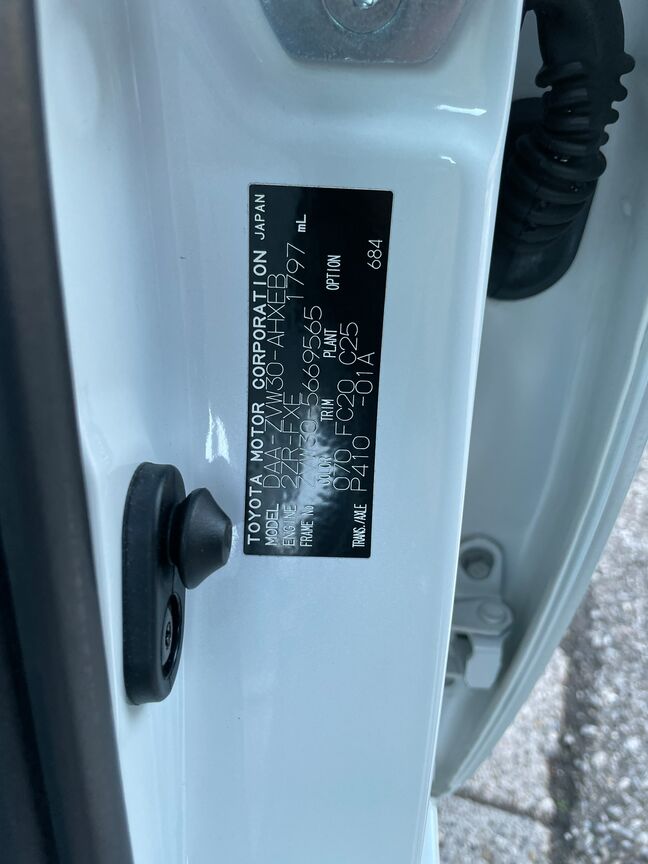 TOYOTA MOTOR CORPORATION JAPAN
MODEL DAA-ZVW30-AHXEB
ENGINE 2ZR-FXE 1797 mL
FRAME No ZVW30-5669565
COLOR TRIM PLANT OPTION
070 FC20 C25
TRANS./AXLE P410 -01A 684